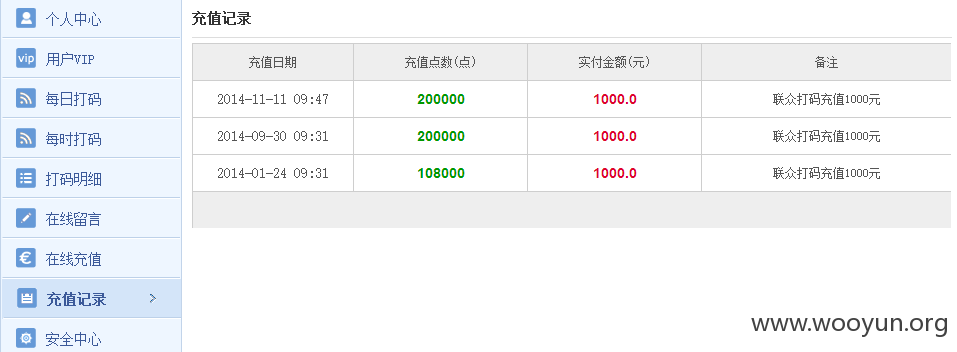 个人中心
vip 用户VIP
每日打码
每时打码
打码明细
在线留言
€ 在线充值
充值记录 >
安全中心
充值记录
充值日期 充值点数(点) 实付金额(元) 备注
2014-11-11 09:47 200000 1000.0 联众打码充值1000元
2014-09-30 09:31 200000 1000.0 联众打码充值1000元
2014-01-24 09:31 108000 1000.0 联众打码充值1000元
www.wooyun.org